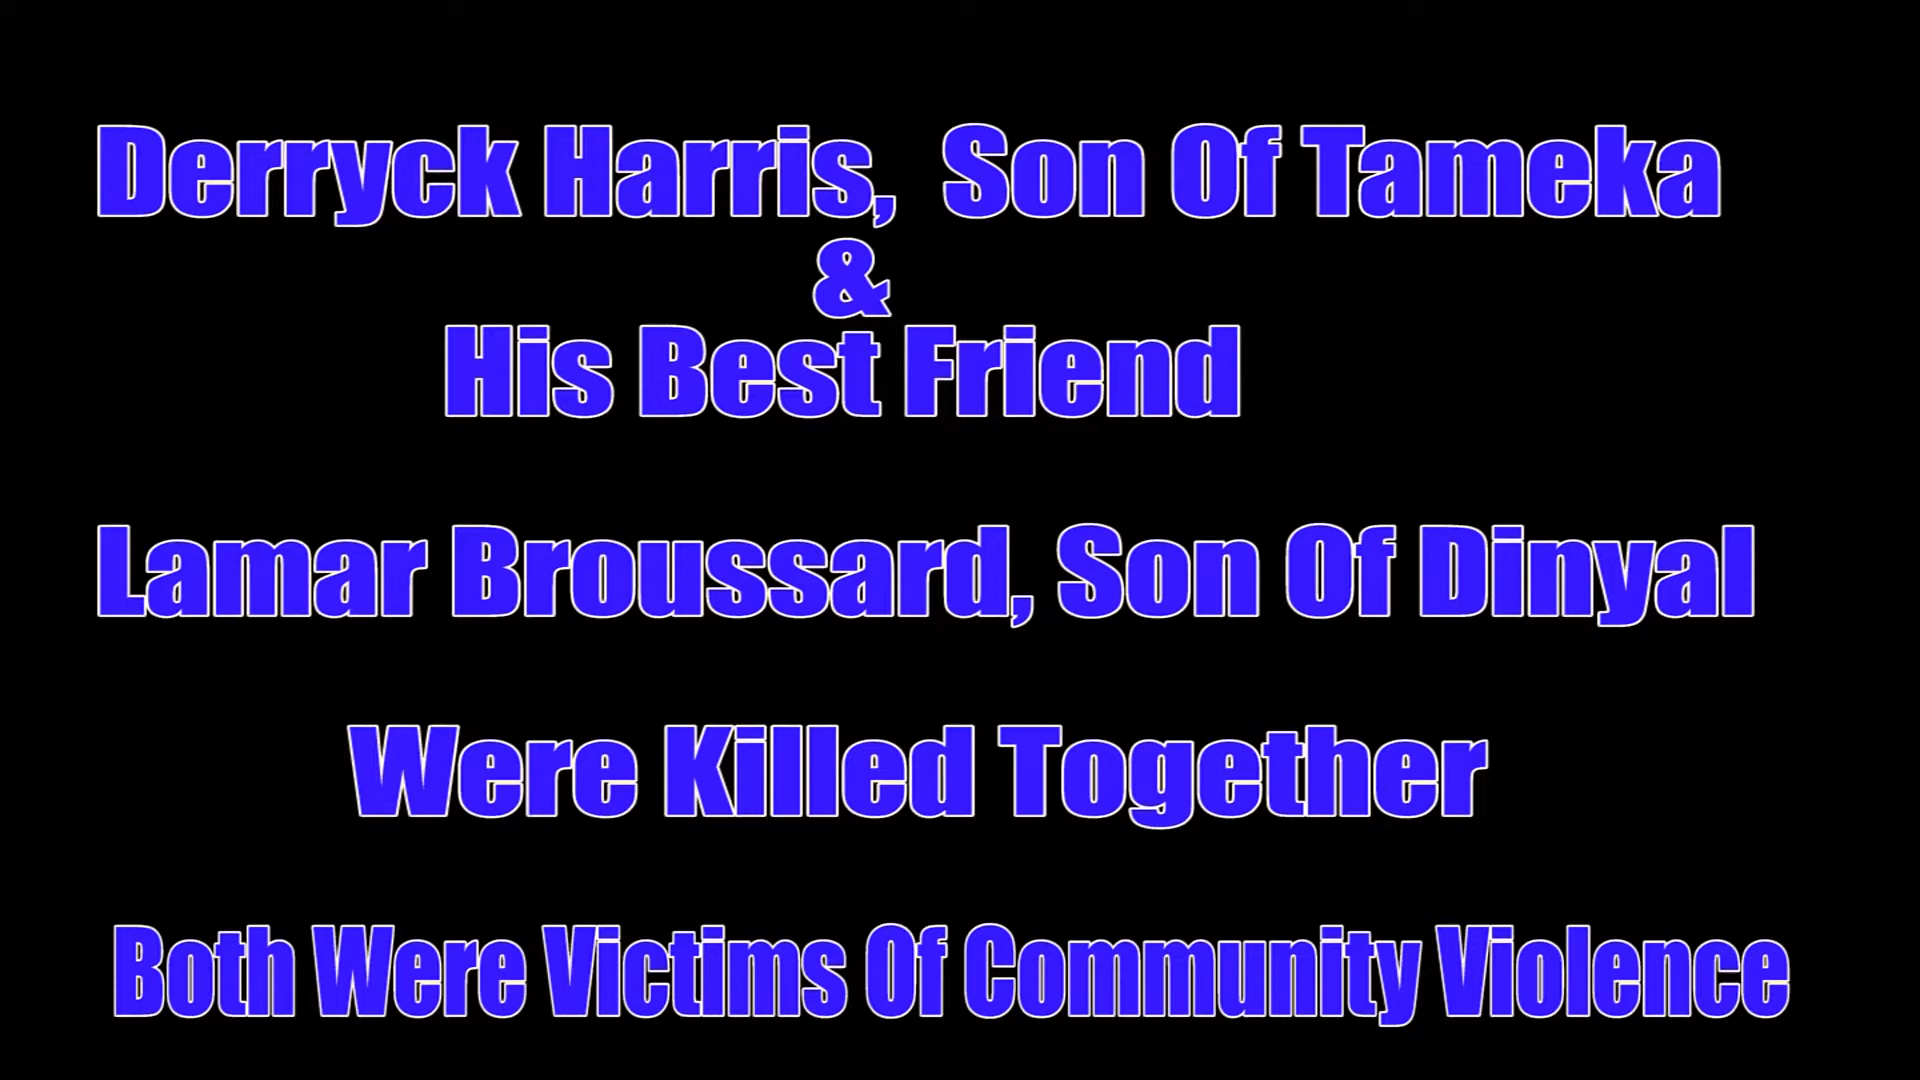 Derryck Harris,  Son Of Tameka
&
His Best Friend
Lamar Broussard, Son Of Dinyal
Were Killed Together
Both Were Victims Of Community Violence